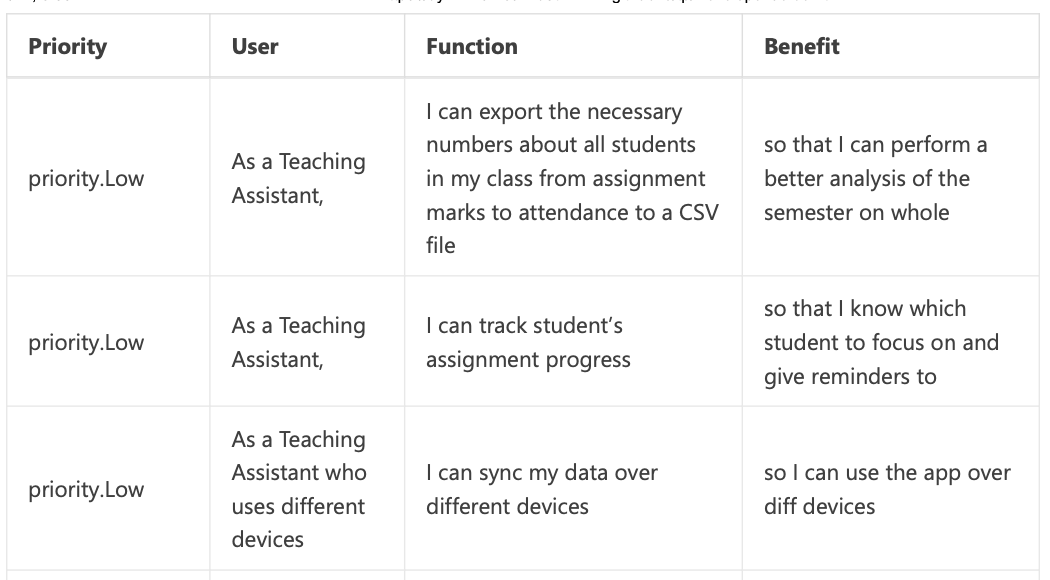 Priority User Function Benefit
priority.Low
As a Teaching
Assistant,
I can export the necessary
numbers about all students
in my class from assignment
marks to attendance to a CSV
file
so that I can perform a
better analysis of the
semester on whole
priority.Low
As a Teaching
Assistant,
I can track student’s
assignment progress
so that I know which
student to focus on and
give reminders to
priority.Low
As a Teaching
Assistant who
uses different
devices
I can sync my data over
different devices
so I can use the app over
diff devices